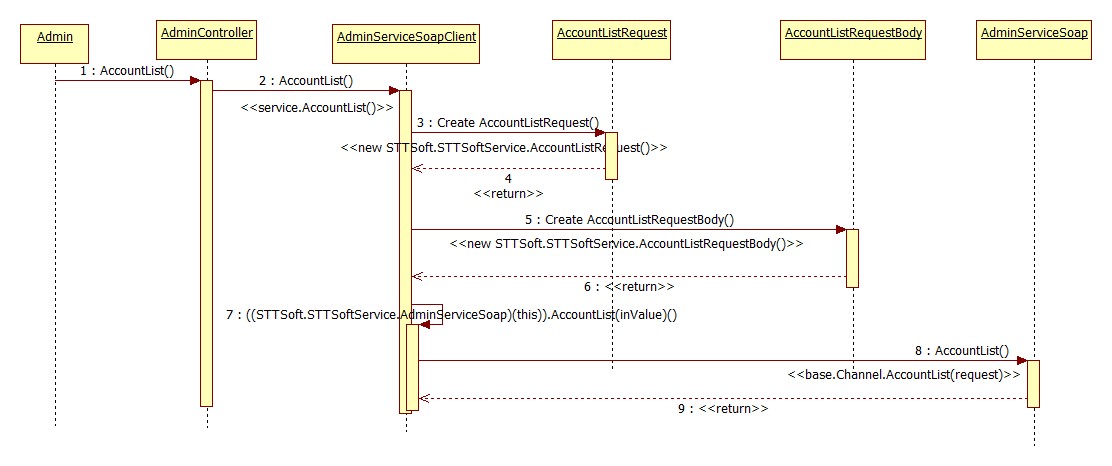 Admin
AdminController
AdminServiceSoapClient
AccountListRequest
AccountListRequestBody
AdminServiceSoap
1 : AccountList()
2 : AccountList()
<<service.AccountList()>>
3 : Create AccountListRequest()
<<new STTSoft.STTSoftService.AccountListRequest()>>
4
<<return>>
5 : Create AccountListRequestBody()
<<new STTSoft.STTSoftService.AccountListRequestBody()>>
6 : <<return>>
7 : ((STTSoft.STTSoftService.AdminServiceSoap)(this)).AccountList(inValue)()
8 : AccountList()
<<base.Channel.AccountList(request)>>
9 : <<return>>